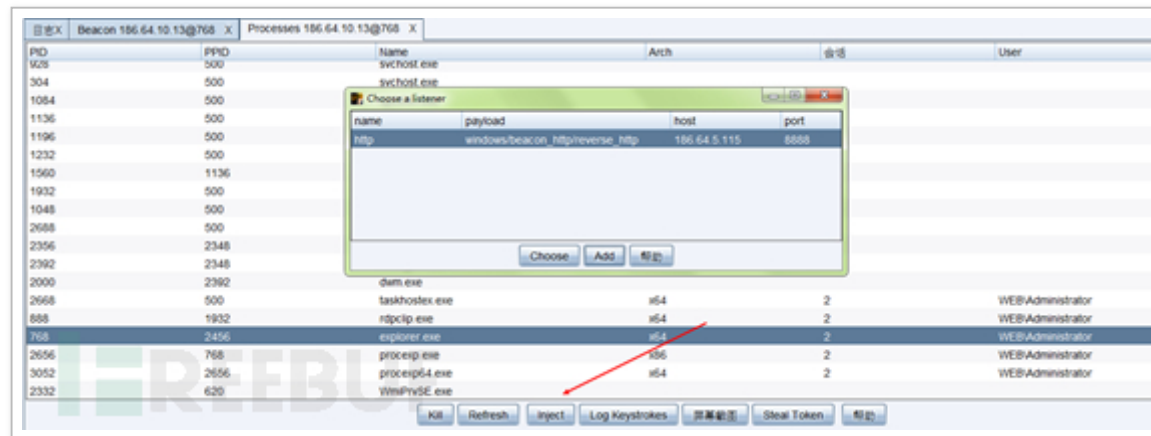 日志X Beacon 186.64.10.13@768 X Processes 186.64.10.13@768 X
PID PPID Name Arch 会话 User
928 500 svchost.exe
304 500 svchost.exe
1084 500
1136 500
1196 500
1232 500
1560 1136
1932 500
1048 500
2688 500
2356 2348
2392 2348
2000 2392 dwm.exe
2668 500 taskhostex.exe x64 2 WEB\Administrator
888 1932 rdpclip.exe x64 2 WEB\Administrator
768 2456 explorer.exe x64 2 WEB\Administrator
2656 768 procexp.exe x86 2 WEB\Administrator
3052 2656 procexp64.exe x64 2 WEB\Administrator
2332 620 WmiPrvSE.exe
Choose a listener
name payload host port
http windows/beacon_http/reverse_http 186.64.5.115 8888
Choose Add 帮助
Kill Refresh Inject Log Keystrokes 屏幕截图 Steal Token 帮助
FREEBUF